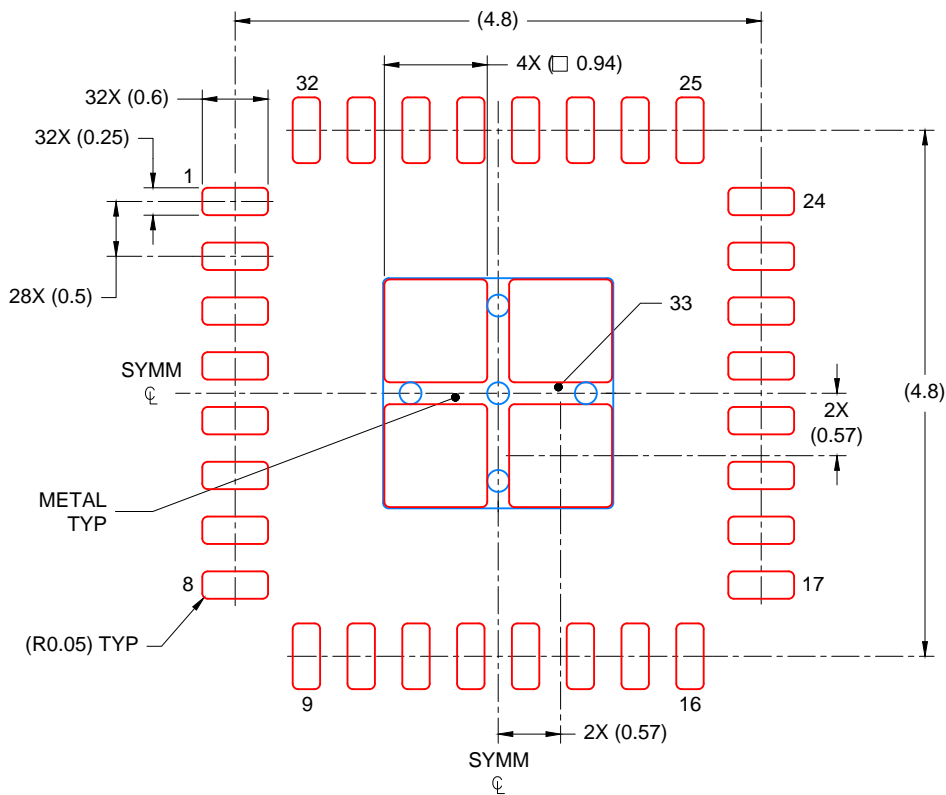 (4.8)
4X (□ 0.94)
32X (0.6)
32
25
32X (0.25)
1
24
28X (0.5)
33
SYMM
℄
(4.8)
2X
(0.57)
METAL
TYP
8
17
(R0.05) TYP
9
16
2X (0.57)
SYMM
℄